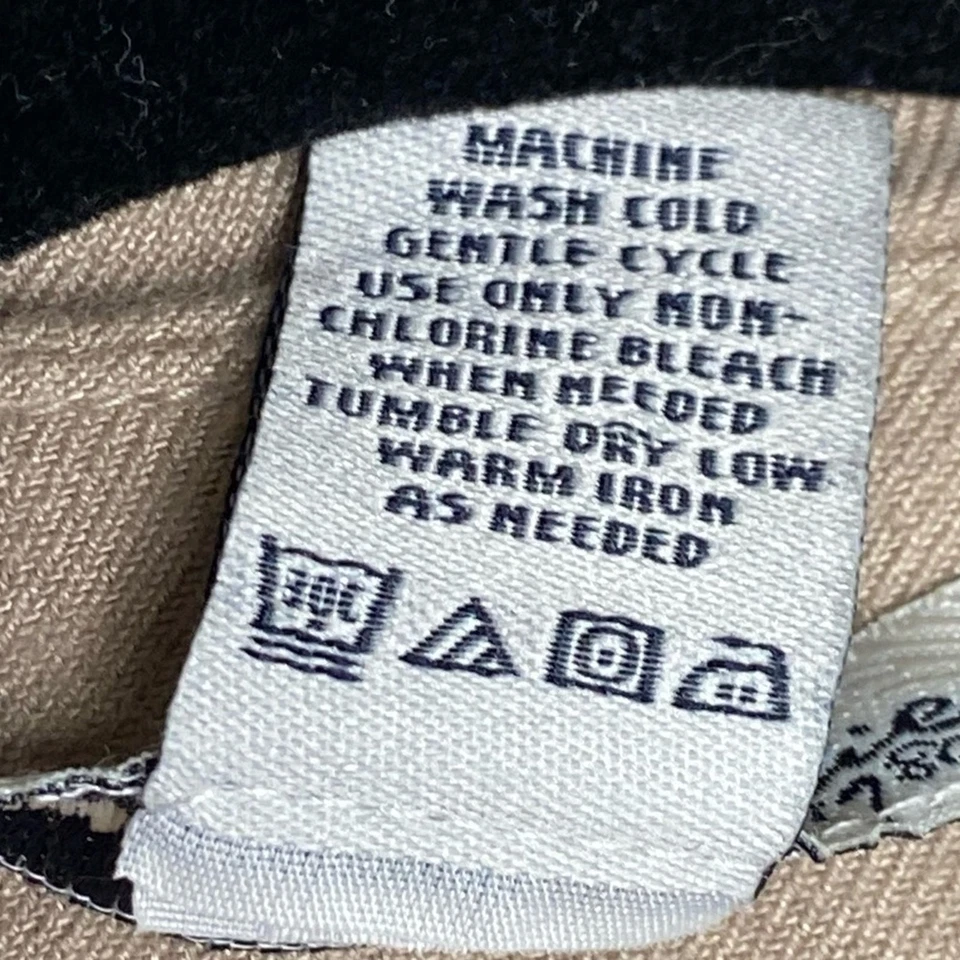 MACHINE
WASH COLD
GENTLE CYCLE
USE ONLY NON-
CHLORINE BLEACH
WHEN NEEDED
TUMBLE DRY LOW
WARM IRON
AS NEEDED
30C